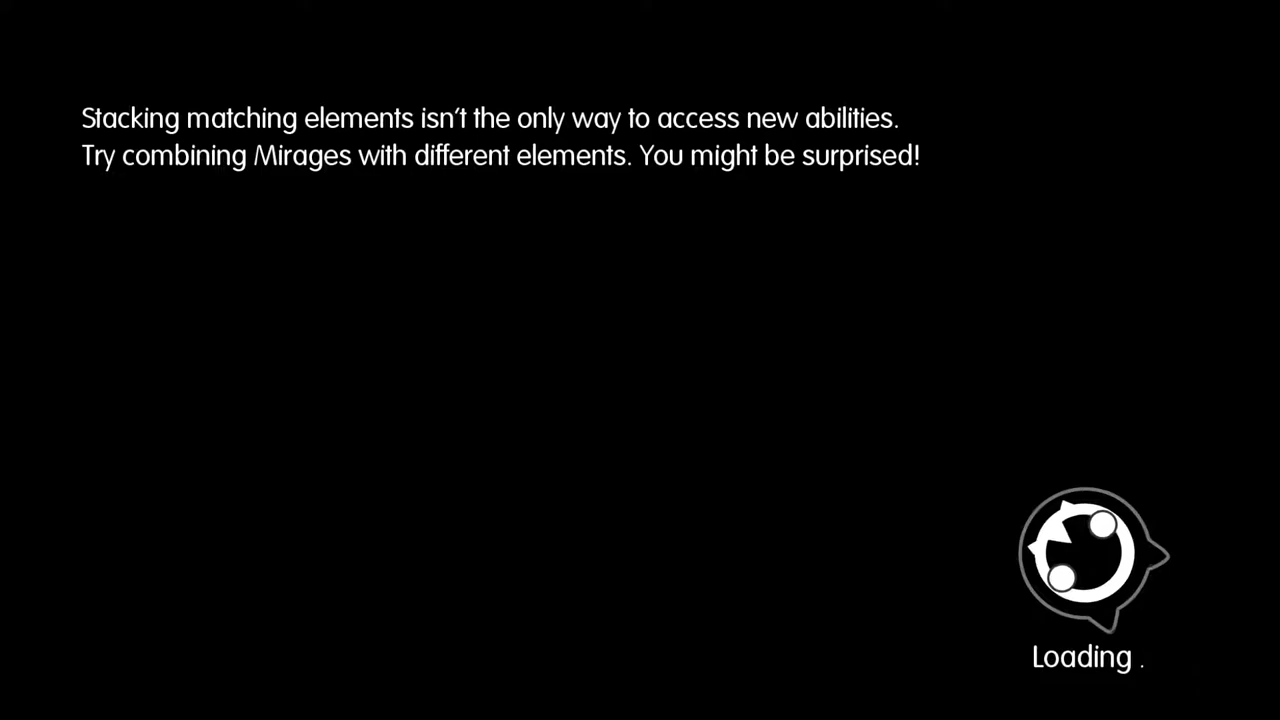 Stacking matching elements isn't the only way to access new abilities.
Try combining Mirages with different elements. You might be surprised!
Loading .